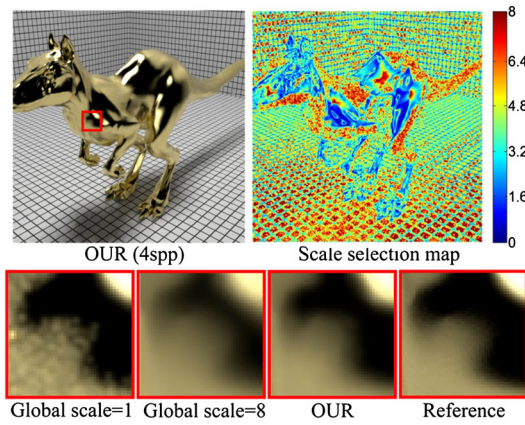 8
6.4
4.8
3.2
1.6
0
OUR (4spp)
Scale selection map
Global scale=1
Global scale=8
OUR
Reference